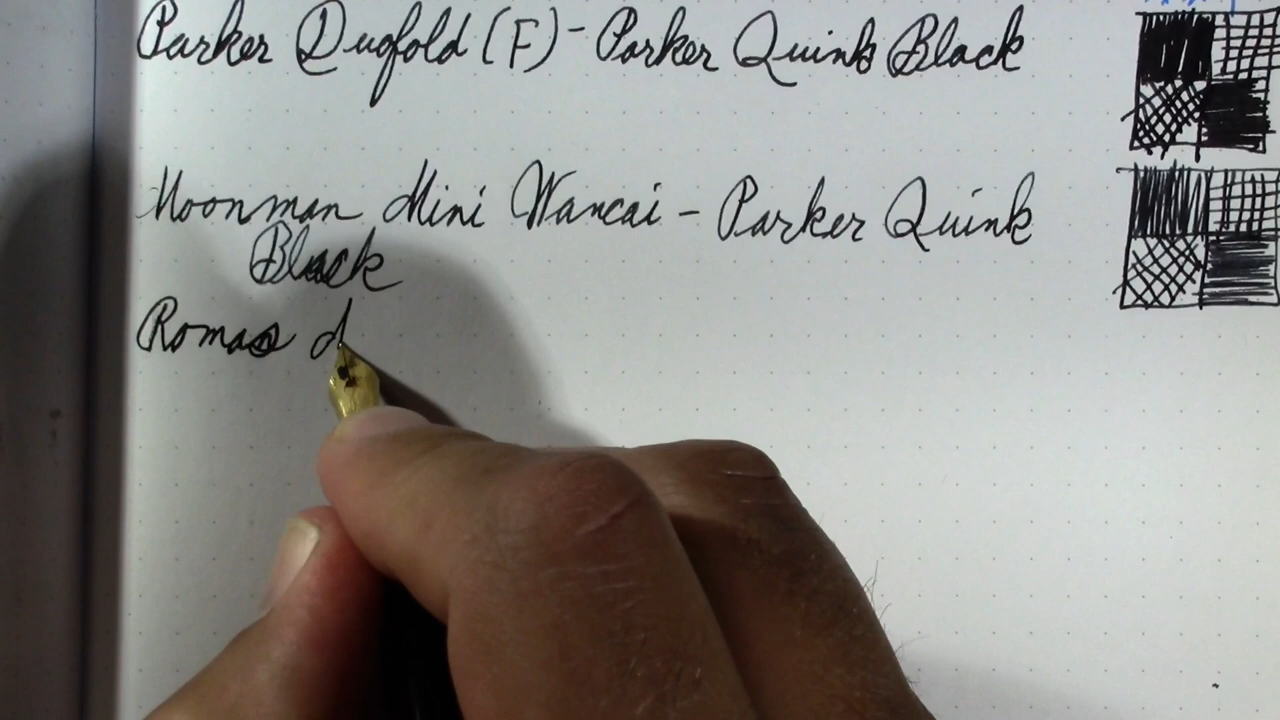 Parker Duofold (F) - Parker Quink Black
Moonman Mini Wancai - Parker Quink
Black
Romas d